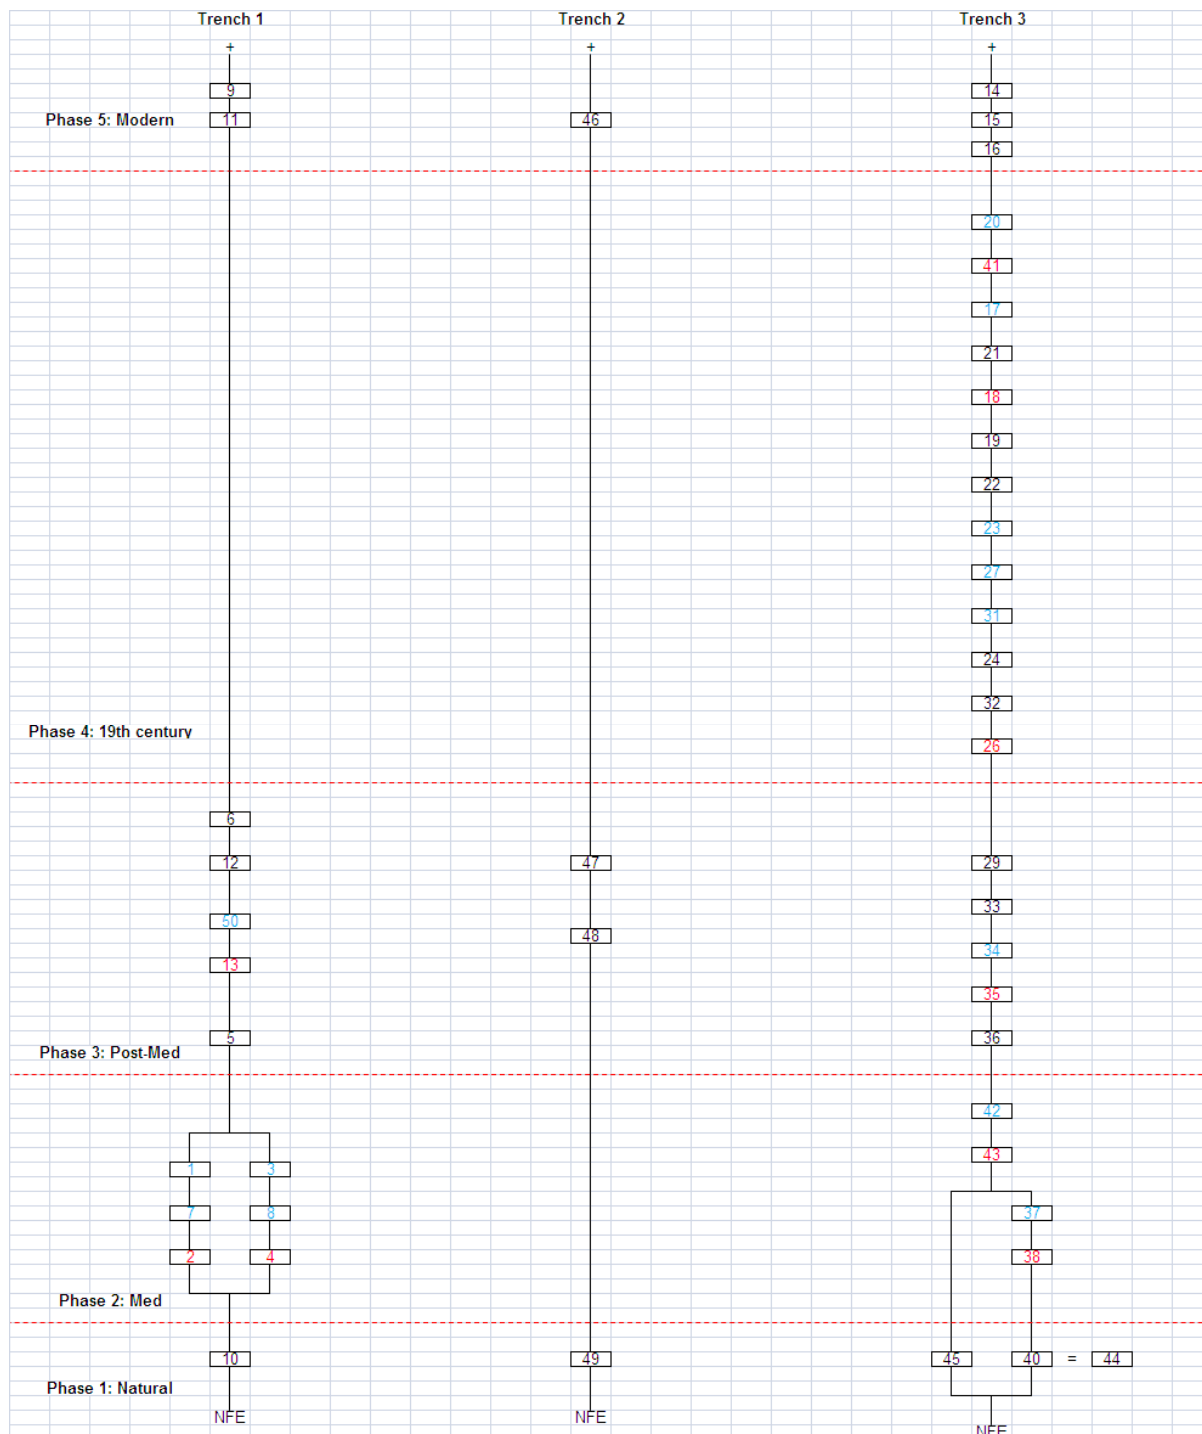 Trench 1 Trench 2 Trench 3
+ + +
9 14
Phase 5: Modern 11 46 15
16
20
41
17
21
18
19
22
23
27
31
24
32
Phase 4: 19th century
26
6
12 47 29
33
50
48
34
13
35
5 36
Phase 3: Post-Med
42
43
1 3
7 8 37
2 4 38
Phase 2: Med
10 49 45 40 = 44
Phase 1: Natural
NFE NFE
NFE